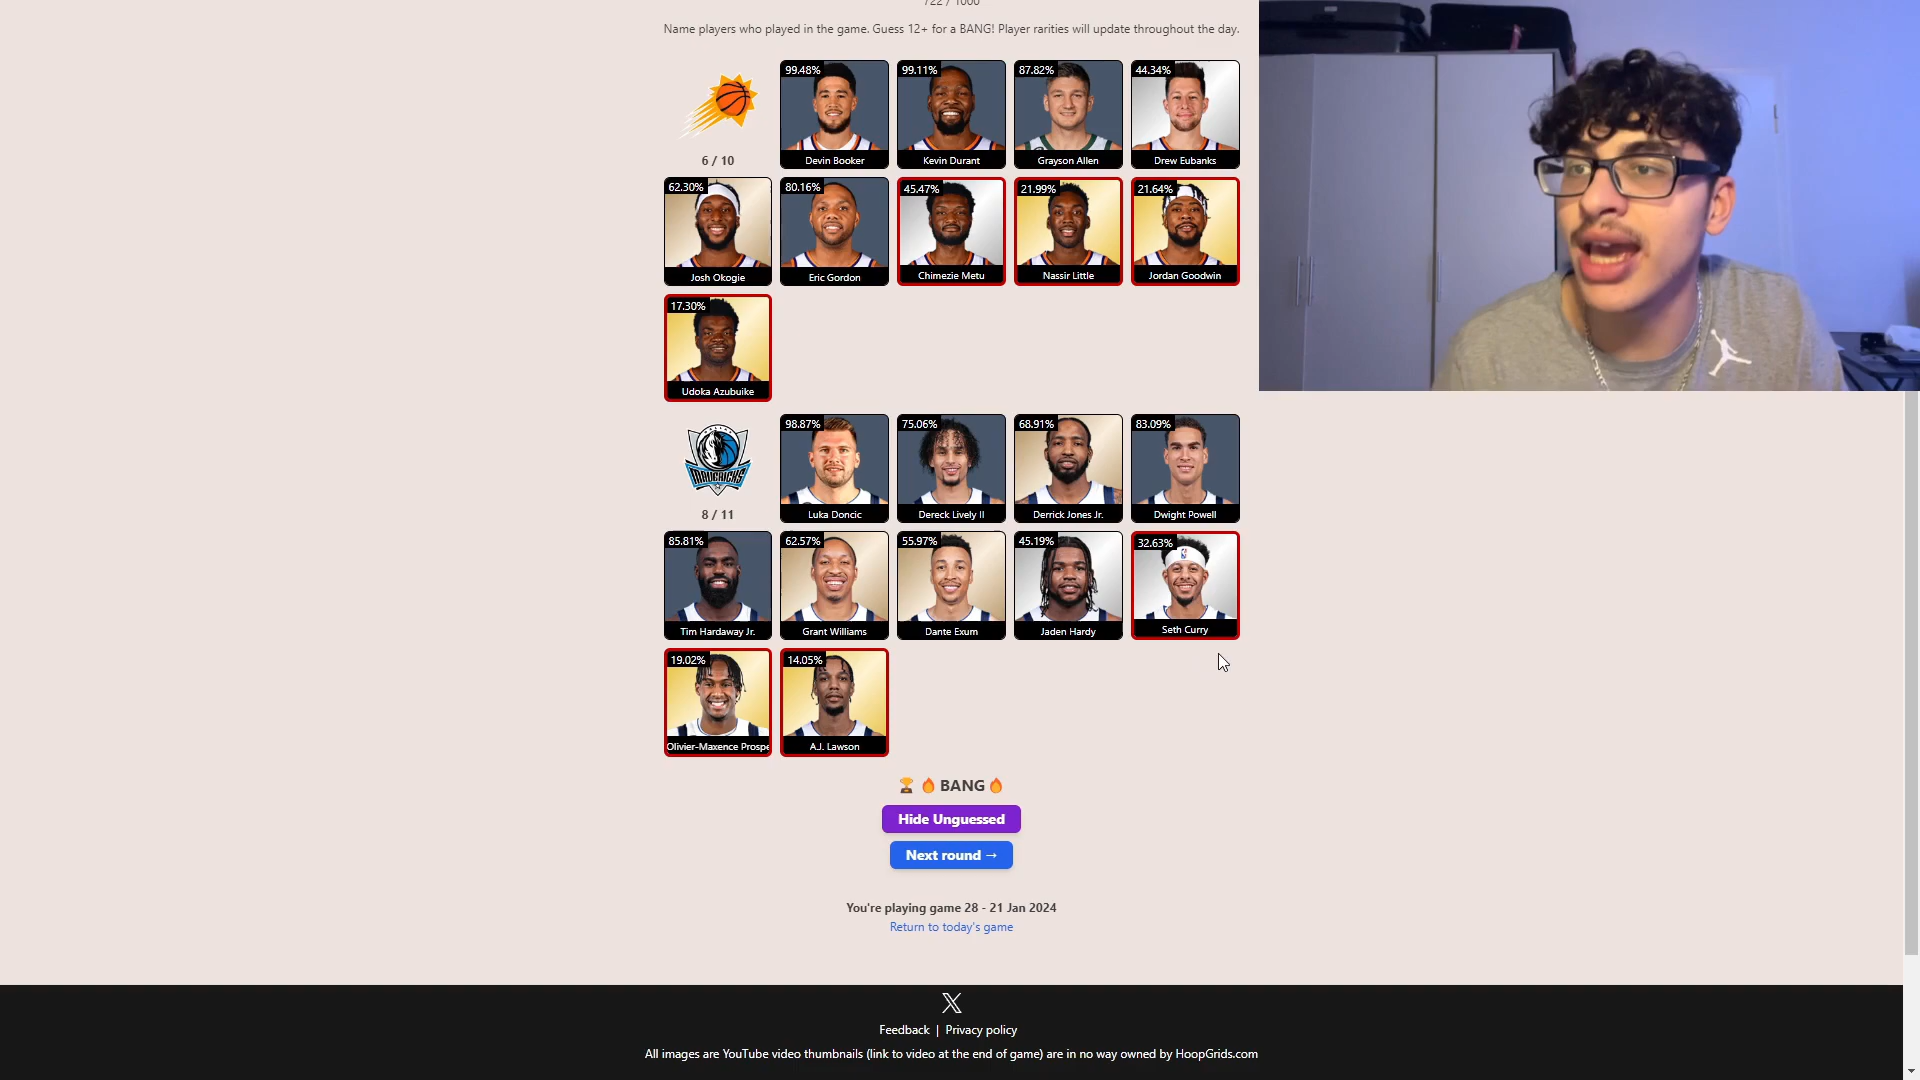 722 / 1000
Name players who played in the game. Guess 12+ for a BANG! Player rarities will update throughout the day.
99.48%
99.11%
87.82%
44.34%
6 / 10
Devin Booker
Kevin Durant
Grayson Allen
Drew Eubanks
62.30%
80.16%
45.47%
21.99%
21.64%
Josh Okogie
Eric Gordon
Chimezie Metu
Nassir Little
Jordan Goodwin
17.30%
Udoka Azubuike
98.87%
75.06%
68.91%
83.09%
MAVERICKS
8 / 11
Luka Doncic
Dereck Lively II
Derrick Jones Jr.
Dwight Powell
85.81%
62.57%
55.97%
45.19%
32.63%
Tim Hardaway Jr.
Grant Williams
Dante Exum
Jaden Hardy
Seth Curry
19.02%
14.05%
Olivier-Maxence Prospe
A.J. Lawson
🏆 🔥 BANG 🔥
Hide Unguessed
Next round →
You're playing game 28 - 21 Jan 2024
Return to today's game
Feedback | Privacy policy
All images are YouTube video thumbnails (link to video at the end of game) are in no way owned by HoopGrids.com